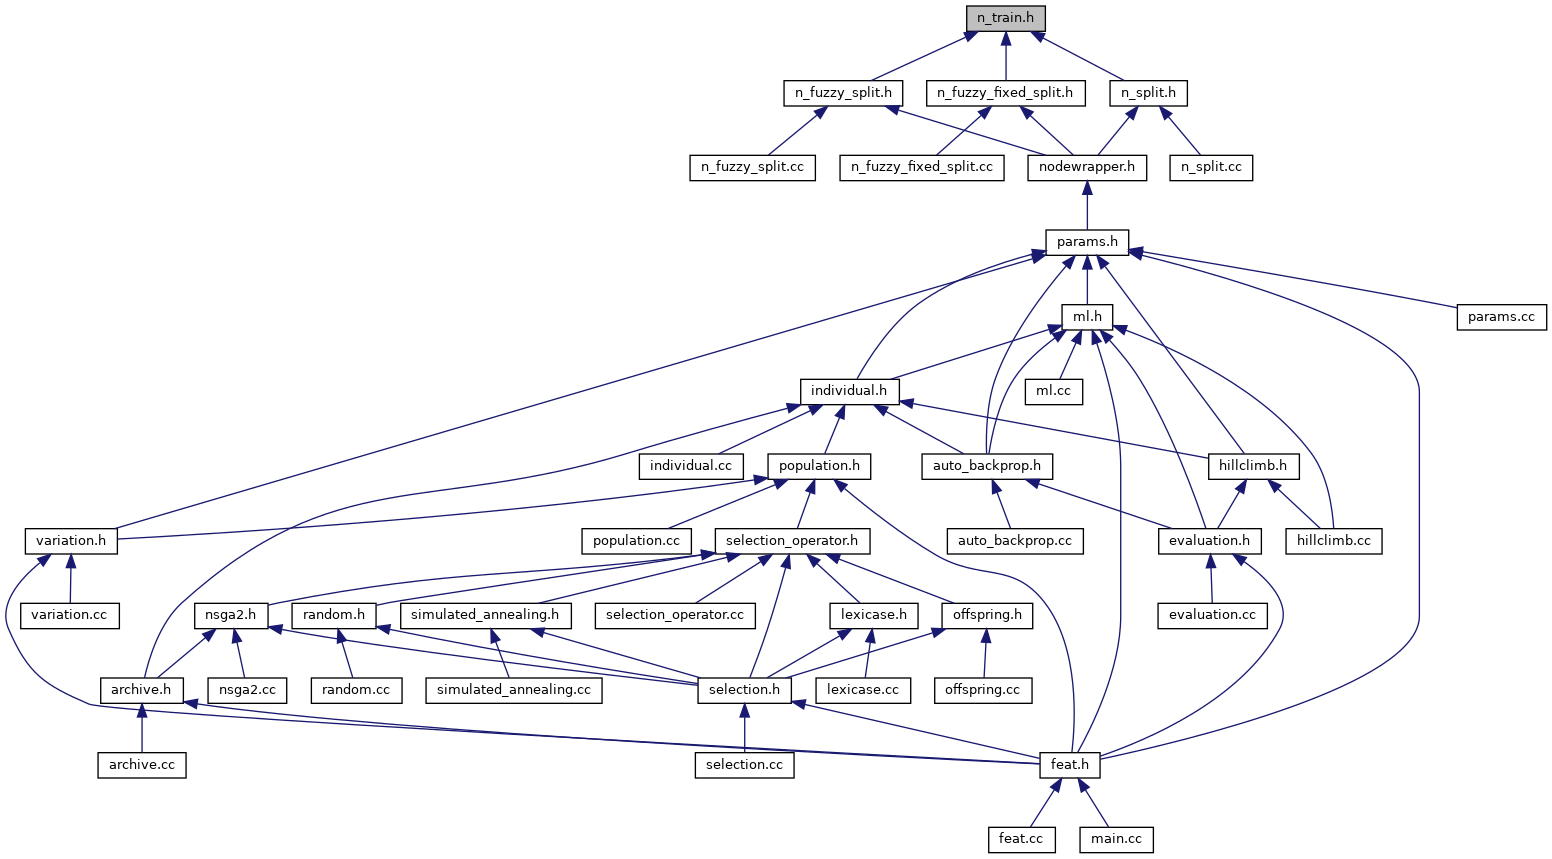 n_train.h
n_fuzzy_split.h
n_fuzzy_fixed_split.h
n_split.h
n_fuzzy_split.cc
n_fuzzy_fixed_split.cc
nodewrapper.h
n_split.cc
params.h
ml.h
params.cc
individual.h
ml.cc
individual.cc
population.h
auto_backprop.h
hillclimb.h
variation.h
population.cc
selection_operator.h
auto_backprop.cc
evaluation.h
hillclimb.cc
variation.cc
nsga2.h
random.h
simulated_annealing.h
selection_operator.cc
lexicase.h
offspring.h
evaluation.cc
archive.h
nsga2.cc
random.cc
simulated_annealing.cc
selection.h
lexicase.cc
offspring.cc
archive.cc
selection.cc
feat.h
feat.cc
main.cc